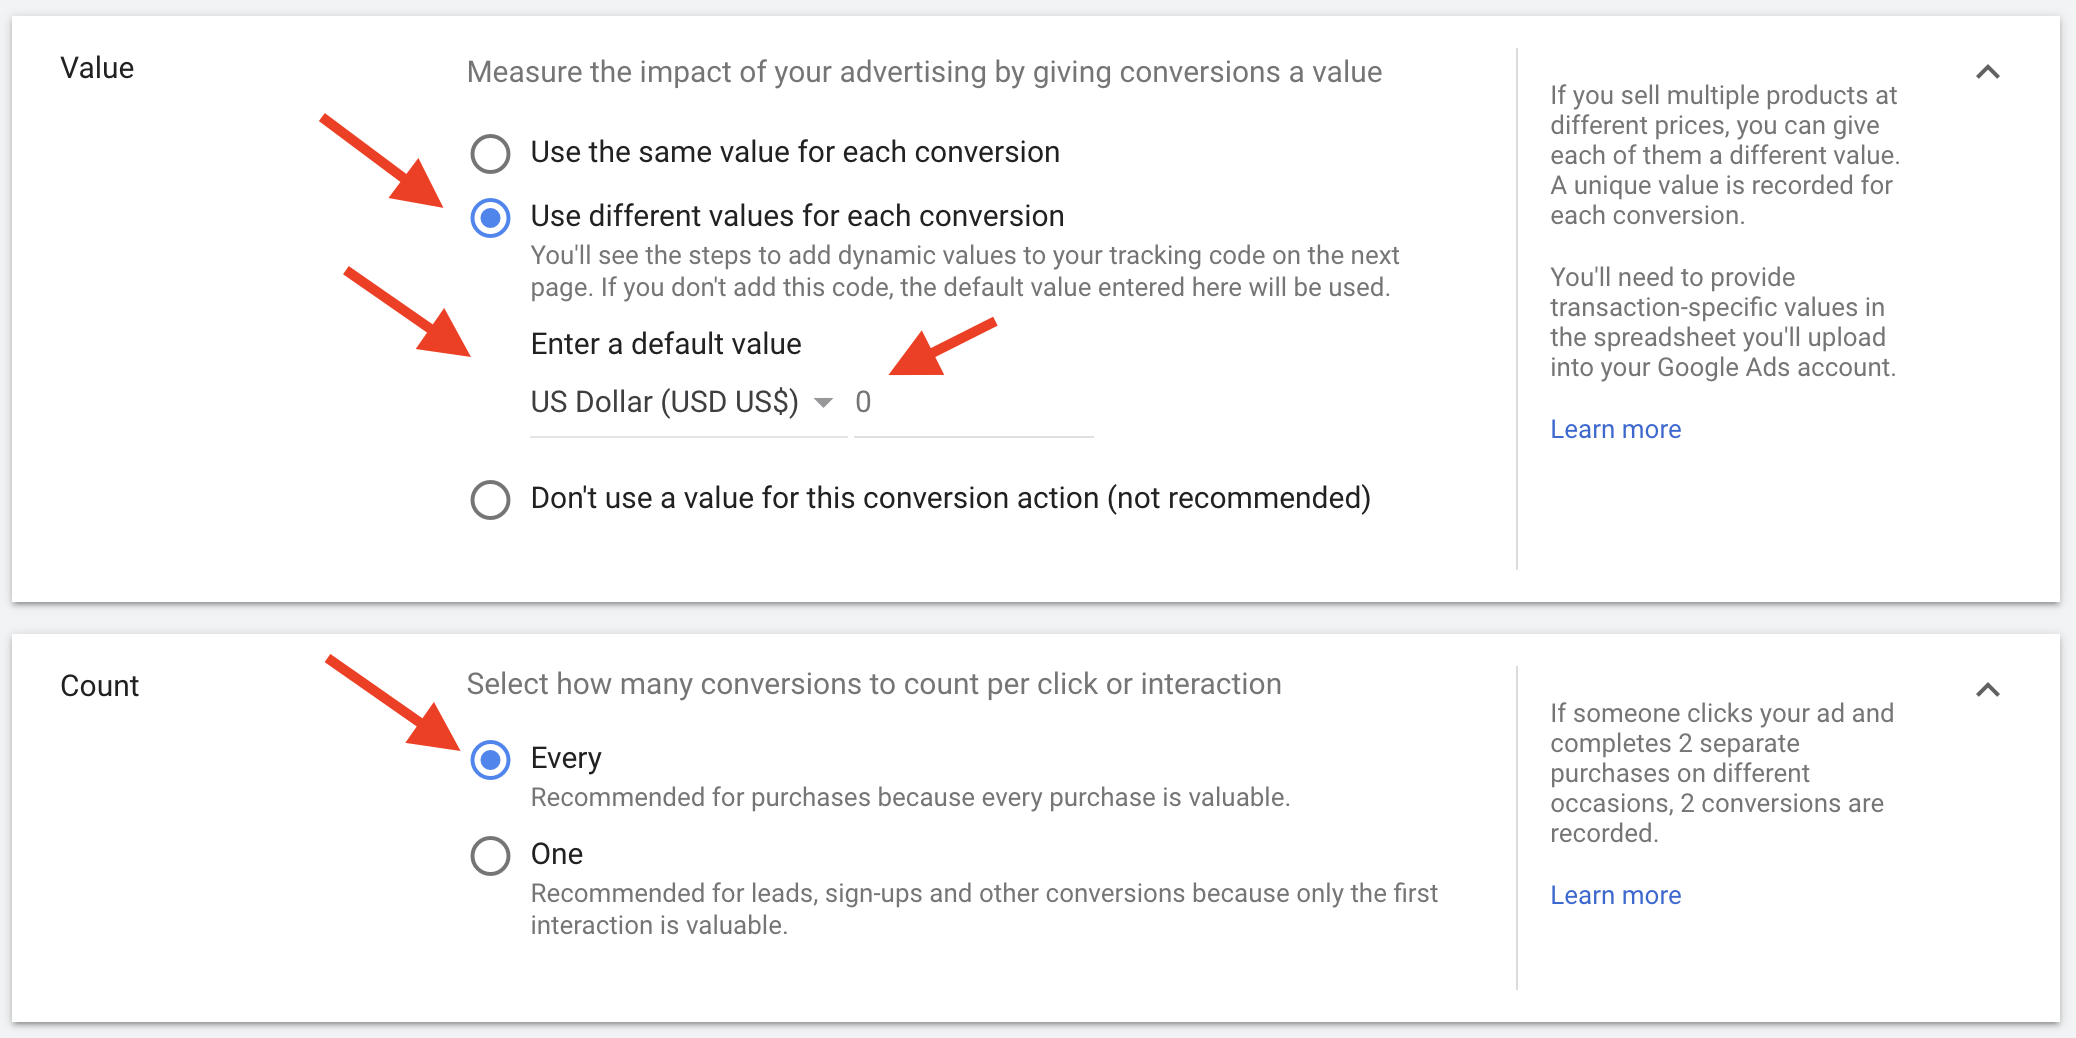 Value
Measure the impact of your advertising by giving conversions a value
Use the same value for each conversion
Use different values for each conversion
You'll see the steps to add dynamic values to your tracking code on the next
page. If you don't add this code, the default value entered here will be used.
Enter a default value
US Dollar (USD US$) 0
Don't use a value for this conversion action (not recommended)
If you sell multiple products at
different prices, you can give
each of them a different value.
A unique value is recorded for
each conversion.
You'll need to provide
transaction-specific values in
the spreadsheet you'll upload
into your Google Ads account.
Learn more
Count
Select how many conversions to count per click or interaction
Every
Recommended for purchases because every purchase is valuable.
One
Recommended for leads, sign-ups and other conversions because only the first
interaction is valuable.
If someone clicks your ad and
completes 2 separate
purchases on different
occasions, 2 conversions are
recorded.
Learn more